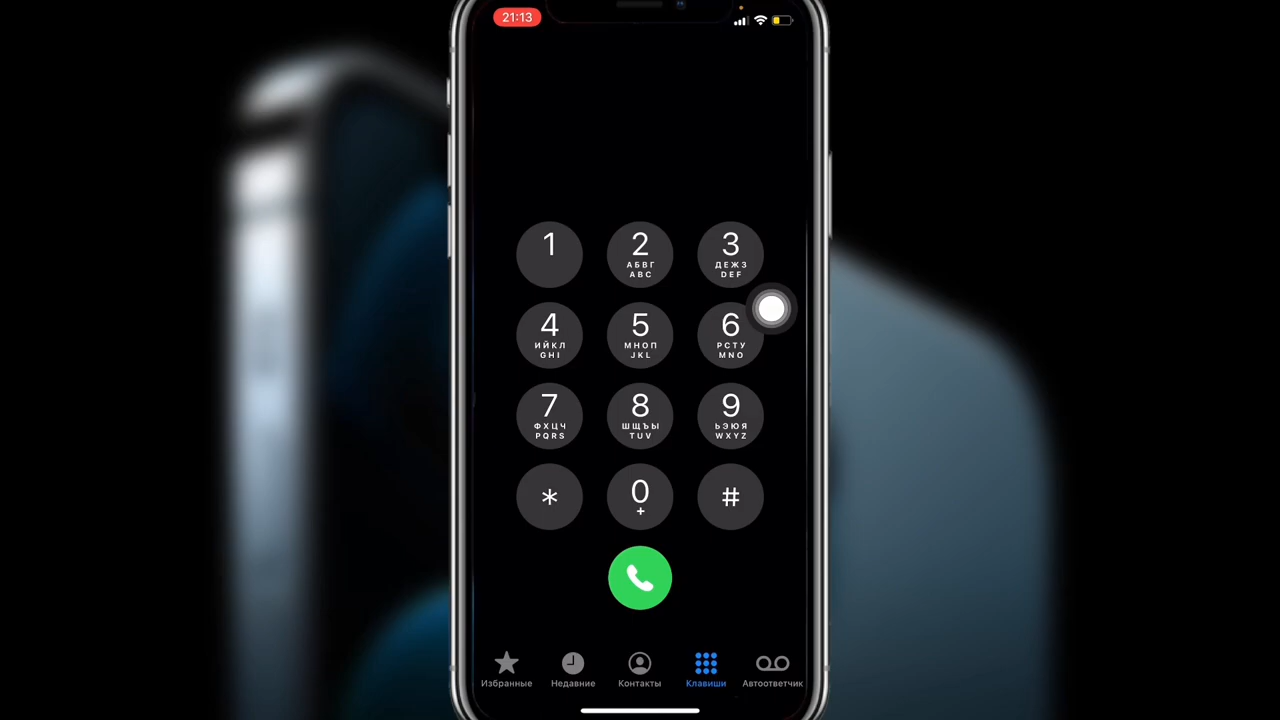 21:13
1 2 3
АБВГ ДЕЖЗ
ABC DEF
4 5 6
ИЙКЛ МНОП РСТУ
GHI JKL MNO
7 8 9
ФХЦЧ ШЩЪЫ ЬЭЮЯ
PQRS TUV WXYZ
* 0 #
+
Избранные Недавние Контакты Клавиши Автоответчик